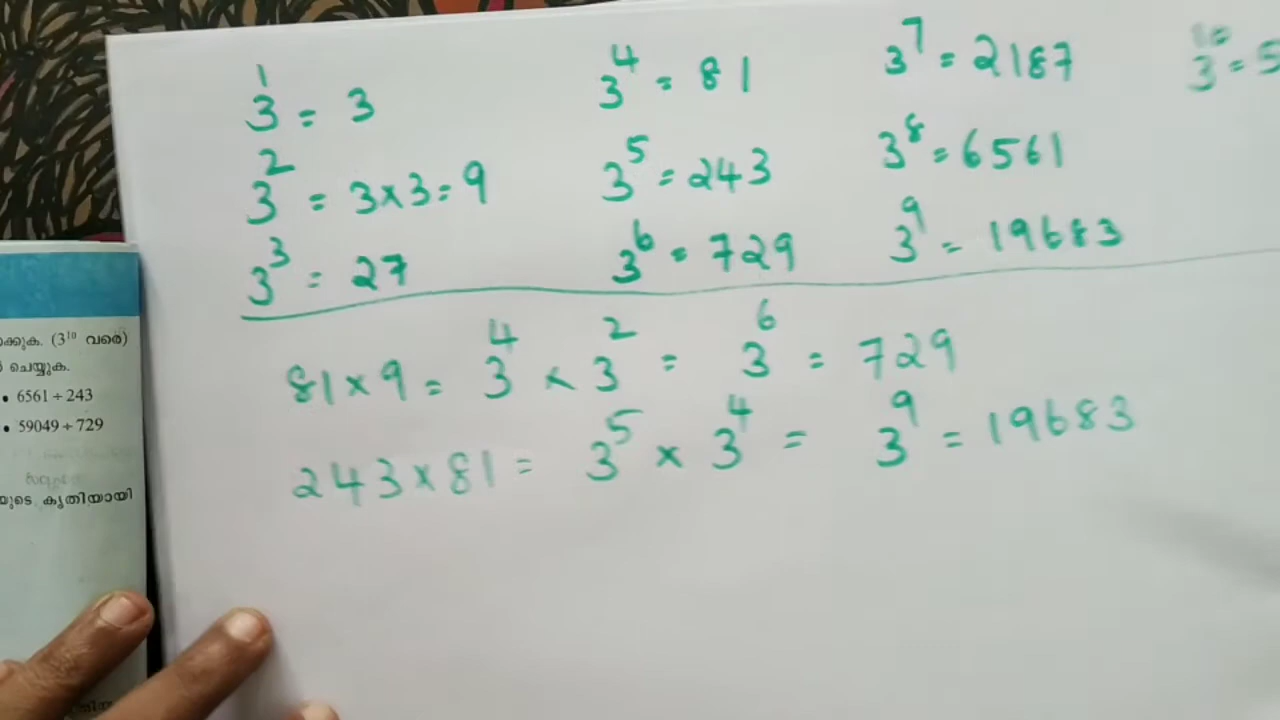 3¹ = 3
3² = 3×3=9
3³ = 27
3⁴ = 81
3⁵ = 243
3⁶ = 729
3⁷ = 2187
3⁸ = 6561
3⁹ = 19683
3¹⁰ = 5
81×9 = 3⁴ × 3² = 3⁶ = 729
243×81 = 3⁵ × 3⁴ = 3⁹ = 19683
(3¹⁰ വരെ)
ചെയ്യുക.
• 6561 ÷ 243
• 59049 ÷ 729
യുടെ കൃതിയായി